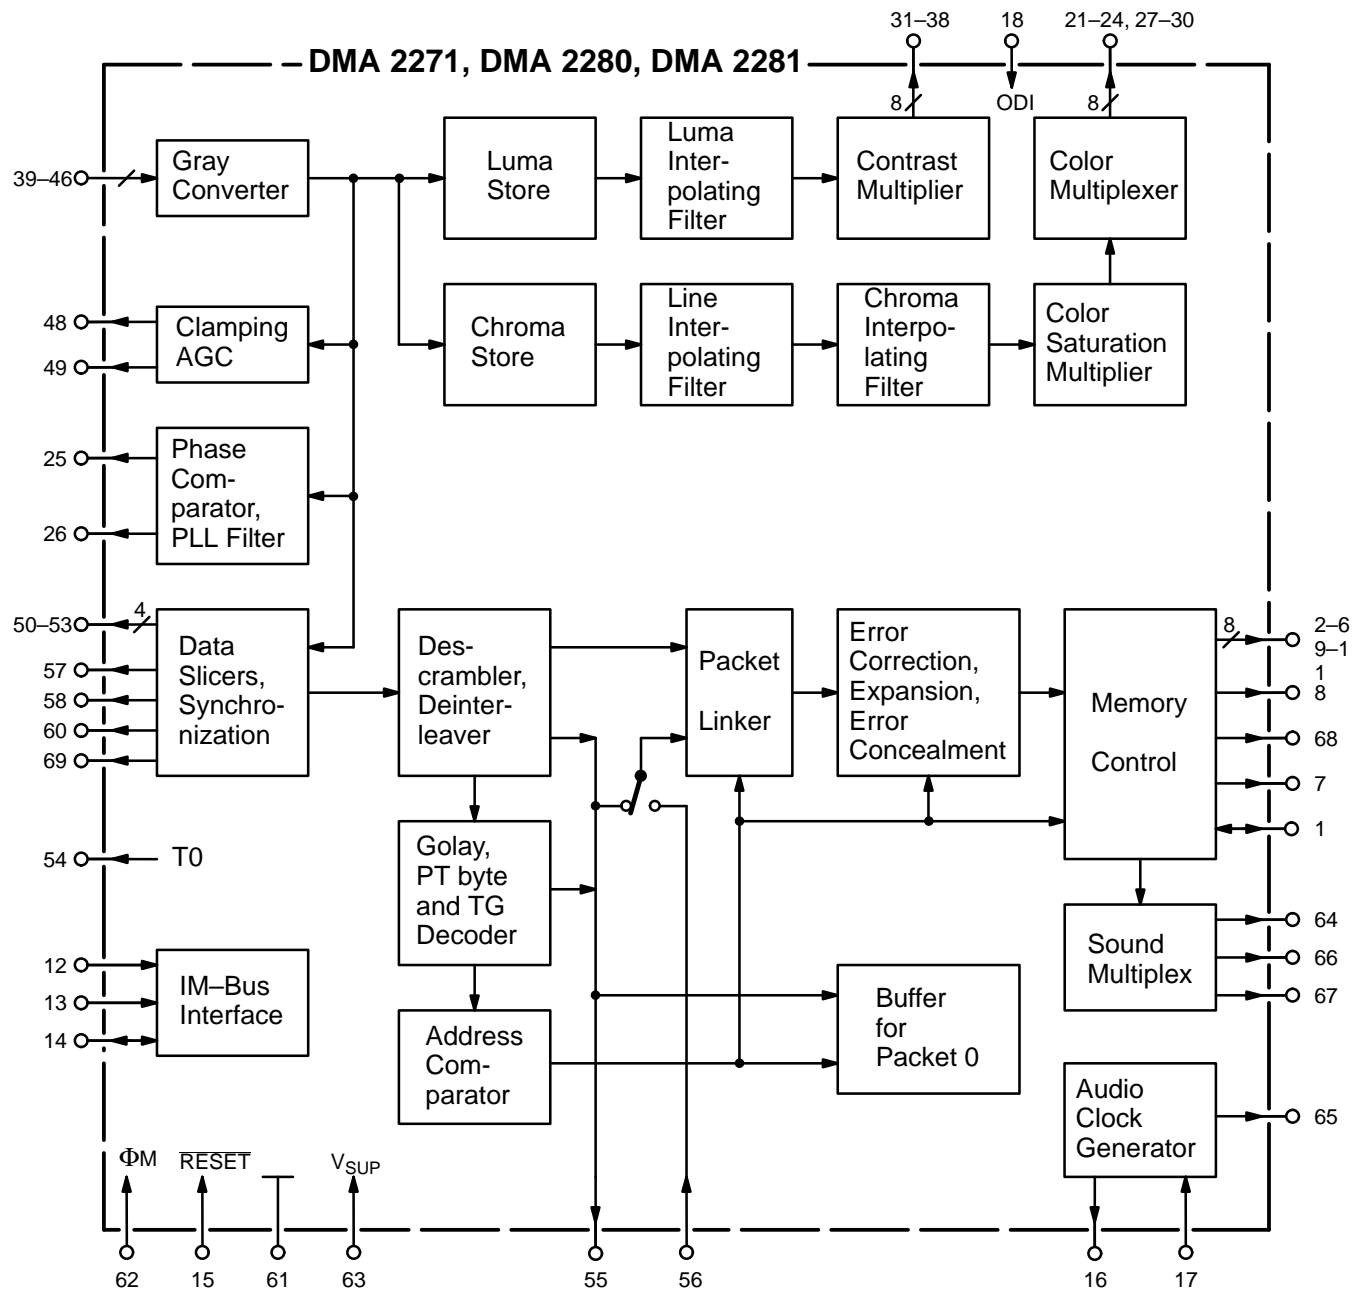 31–38
18
21–24, 27–30
DMA 2271, DMA 2280, DMA 2281
8
ODI
8
39–46
Gray
Converter
Luma
Store
Luma
Inter-
polating
Filter
Contrast
Multiplier
Color
Multiplexer
48
49
Clamping
AGC
Chroma
Store
Line
Inter-
polating
Filter
Chroma
Interpo-
lating
Filter
Color
Saturation
Multiplier
25
26
Phase
Com-
parator,
PLL Filter
50–53
4
57
58
60
69
Data
Slicers,
Synchro-
nization
Des-
crambler,
Deinter-
leaver
Packet
Linker
Error
Correction,
Expansion,
Error
Concealment
Memory
Control
8
2–6
9–1
1
8
68
7
1
54
T0
Golay,
PT byte
and TG
Decoder
Sound
Multiplex
64
66
67
12
13
14
IM–Bus
Interface
Address
Com-
parator
Buffer
for
Packet 0
Audio
Clock
Generator
65
ΦM
RESET
VSUP
62
15
61
63
55
56
16
17